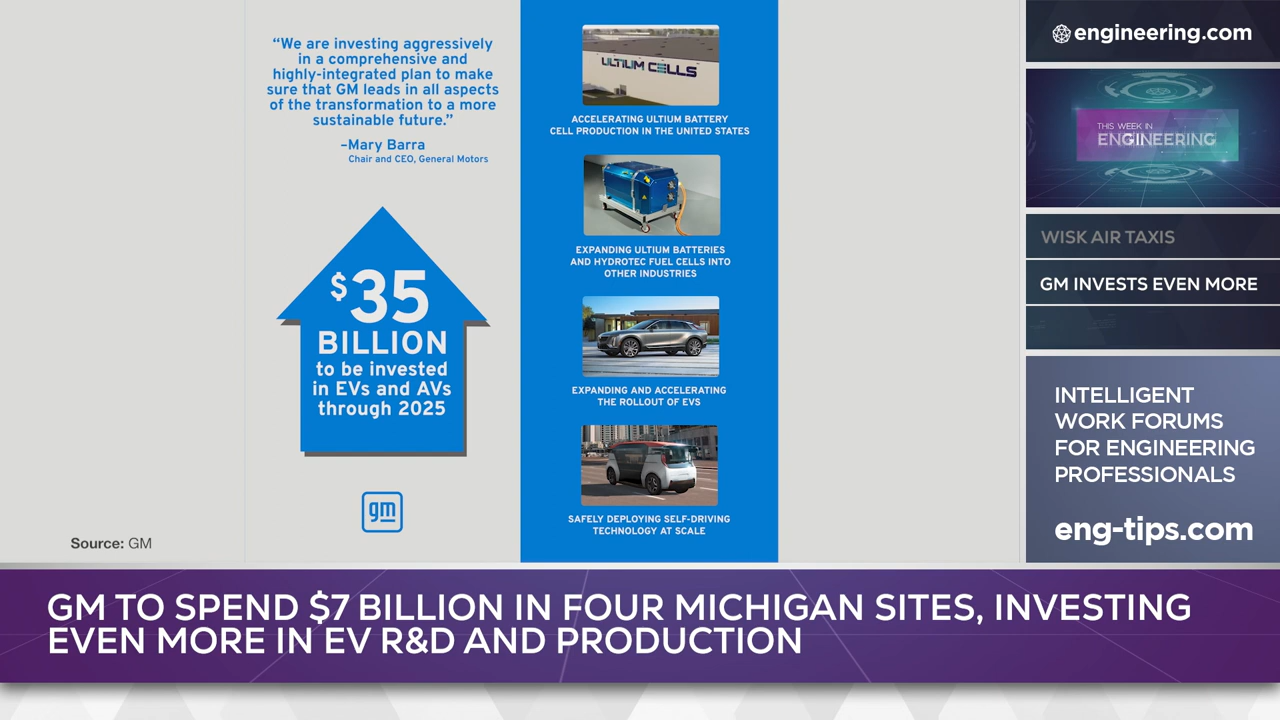 “We are investing aggressively
in a comprehensive and
highly-integrated plan to make
sure that GM leads in all aspects
of the transformation to a more
sustainable future.”
–Mary Barra
Chair and CEO, General Motors
$35
BILLION
to be invested
in EVs and AVs
through 2025
gm
Source: GM
ULTIUM CELLS
ACCELERATING ULTIUM BATTERY
CELL PRODUCTION IN THE UNITED STATES
EXPANDING ULTIUM BATTERIES
AND HYDROTEC FUEL CELLS INTO
OTHER INDUSTRIES
EXPANDING AND ACCELERATING
THE ROLLOUT OF EVS
SAFELY DEPLOYING SELF-DRIVING
TECHNOLOGY AT SCALE
engineering.com
THIS WEEK IN
ENGINEERING
WISK AIR TAXIS
GM INVESTS EVEN MORE
INTELLIGENT
WORK FORUMS
FOR ENGINEERING
PROFESSIONALS
eng-tips.com
GM TO SPEND $7 BILLION IN FOUR MICHIGAN SITES, INVESTING
EVEN MORE IN EV R&D AND PRODUCTION